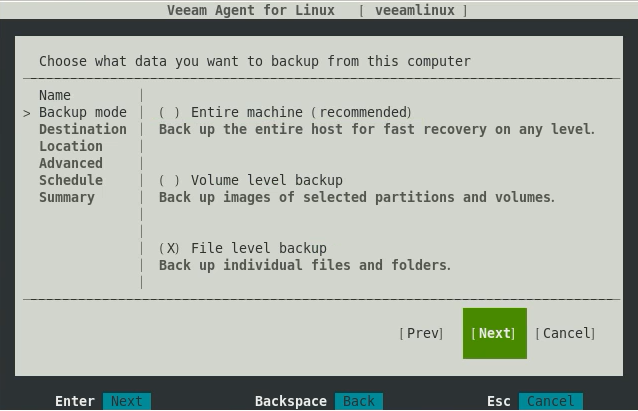 Veeam Agent for Linux [ veeamlinux ]
Choose what data you want to backup from this computer
Name
> Backup mode ( ) Entire machine (recommended)
Destination Back up the entire host for fast recovery on any level.
Location
Advanced
Schedule ( ) Volume level backup
Summary Back up images of selected partitions and volumes.
(X) File level backup
Back up individual files and folders.
[Prev] [Next] [Cancel]
Enter Next Backspace Back Esc Cancel